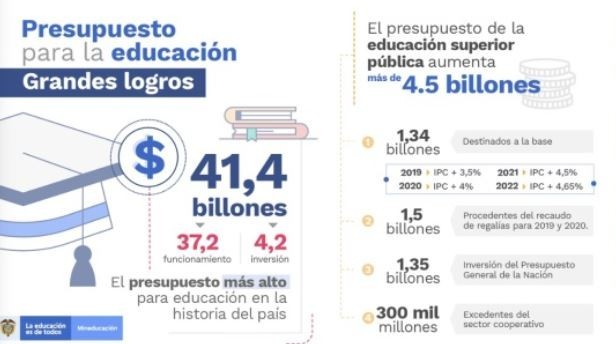 Presupuesto
para la educación
Grandes logros
$
41,4
billones
37,2
funcionamiento
4,2
inversión
El presupuesto más alto
para educación en la
historia del país
La educación
es de todos
Mineducación
El presupuesto de la
educación superior
pública aumenta
más de 4.5 billones
1
1,34
billones
Destinados a la base
2019 IPC + 3,5%
2021 IPC + 4,5%
2020 IPC + 4%
2022 IPC + 4,65%
2
1,5
billones
Procedentes del recaudo
de regalías para 2019 y 2020.
3
1,35
billones
Inversión del Presupuesto
General de la Nación
4
300 mil
millones
Excedentes del
sector cooperativo